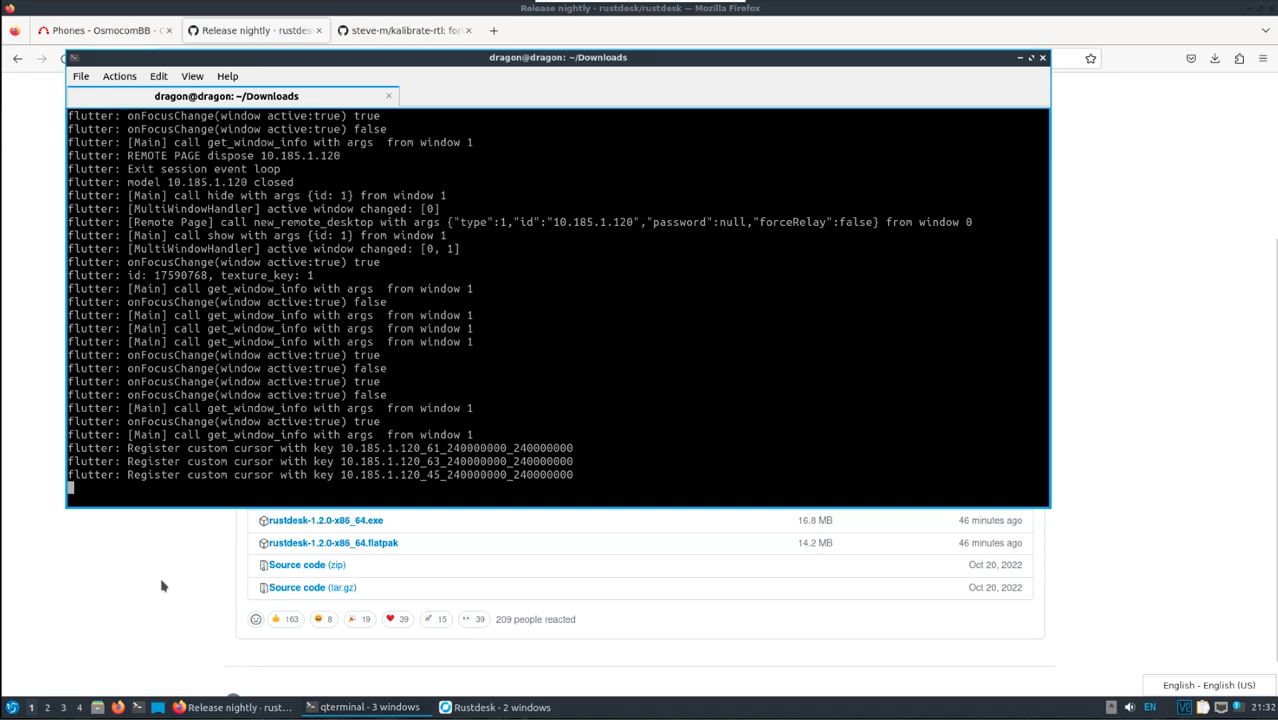 Release nightly - rustdesk/rustdesk — Mozilla Firefox
Phones - OsmocomBB - O
Release nightly · rustdesk
steve-m/kalibrate-rtl: for
dragon@dragon: ~/Downloads
File Actions Edit View Help
dragon@dragon: ~/Downloads
flutter: onFocusChange(window active:true) true
flutter: onFocusChange(window active:true) false
flutter: [Main] call get_window_info with args  from window 1
flutter: REMOTE PAGE dispose 10.185.1.120
flutter: Exit session event loop
flutter: model 10.185.1.120 closed
flutter: [Main] call hide with args {id: 1} from window 1
flutter: [MultiWindowHandler] active window changed: [0]
flutter: [Remote Page] call new_remote_desktop with args {"type":1,"id":"10.185.1.120","password":null,"forceRelay":false} from window 0
flutter: [Main] call show with args {id: 1} from window 1
flutter: [MultiWindowHandler] active window changed: [0, 1]
flutter: onFocusChange(window active:true) true
flutter: id: 17590768, texture_key: 1
flutter: [Main] call get_window_info with args  from window 1
flutter: onFocusChange(window active:true) false
flutter: [Main] call get_window_info with args  from window 1
flutter: [Main] call get_window_info with args  from window 1
flutter: [Main] call get_window_info with args  from window 1
flutter: onFocusChange(window active:true) true
flutter: onFocusChange(window active:true) false
flutter: onFocusChange(window active:true) true
flutter: onFocusChange(window active:true) false
flutter: [Main] call get_window_info with args  from window 1
flutter: onFocusChange(window active:true) true
flutter: [Main] call get_window_info with args  from window 1
flutter: Register custom cursor with key 10.185.1.120_61_240000000_240000000
flutter: Register custom cursor with key 10.185.1.120_63_240000000_240000000
flutter: Register custom cursor with key 10.185.1.120_45_240000000_240000000
rustdesk-1.2.0-x86_64.exe 16.8 MB 46 minutes ago
rustdesk-1.2.0-x86_64.flatpak 14.2 MB 46 minutes ago
Source code (zip) Oct 20, 2022
Source code (tar.gz) Oct 20, 2022
163 8 19 39 15 39 209 people reacted
English - English (US)
1 2 3 4 Release nightly · rust... qterminal - 3 windows Rustdesk - 2 windows EN 21:32